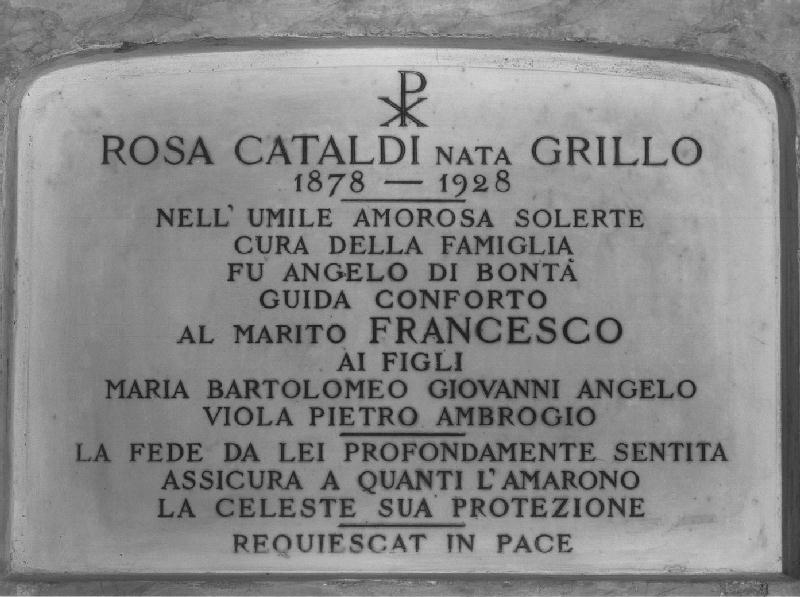 ☧
ROSA CATALDI NATA GRILLO
1878 — 1928
NELL' UMILE AMOROSA SOLERTE
CURA DELLA FAMIGLIA
FU ANGELO DI BONTÀ
GUIDA CONFORTO
AL MARITO FRANCESCO
AI FIGLI
MARIA BARTOLOMEO GIOVANNI ANGELO
VIOLA PIETRO AMBROGIO
LA FEDE DA LEI PROFONDAMENTE SENTITA
ASSICURA A QUANTI L'AMARONO
LA CELESTE SUA PROTEZIONE
REQUIESCAT IN PACE